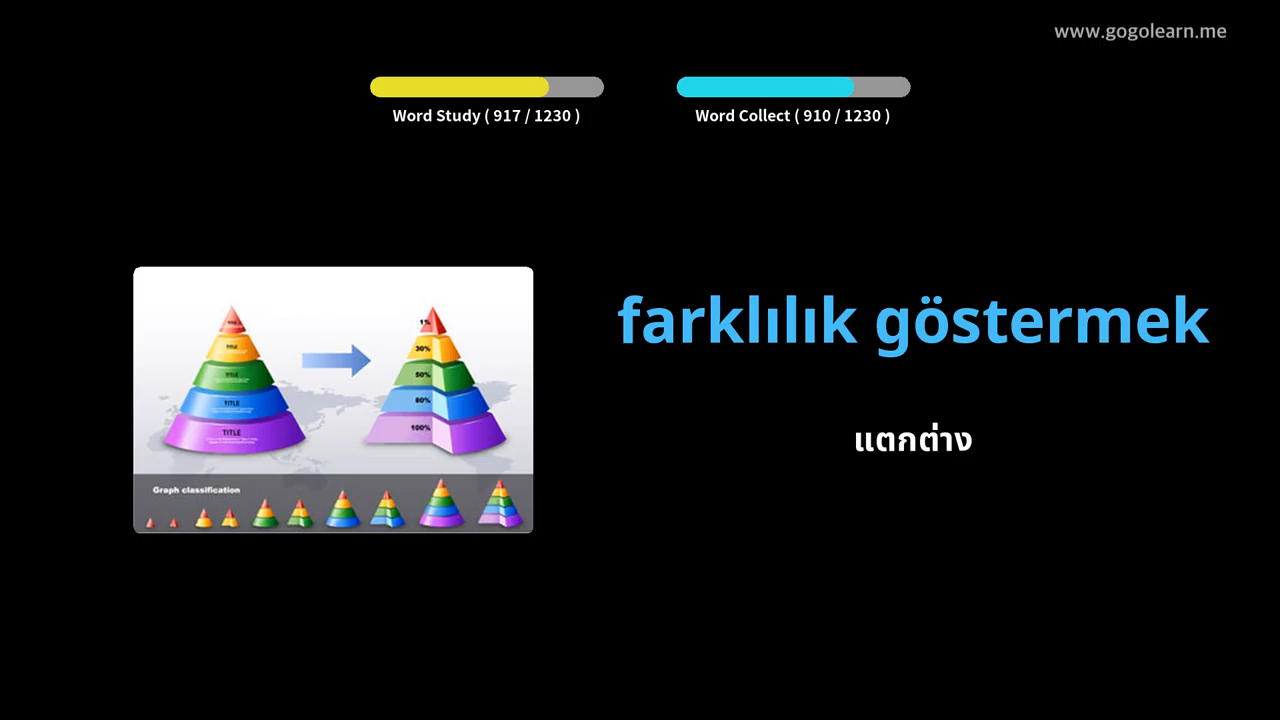 www.gogolearn.me
Word Study ( 917 / 1230 )
Word Collect ( 910 / 1230 )
farklılık göstermek
แตกต่าง
TITLE
TITLE
TITLE
TITLE
1%
30%
50%
80%
100%
Graph classification